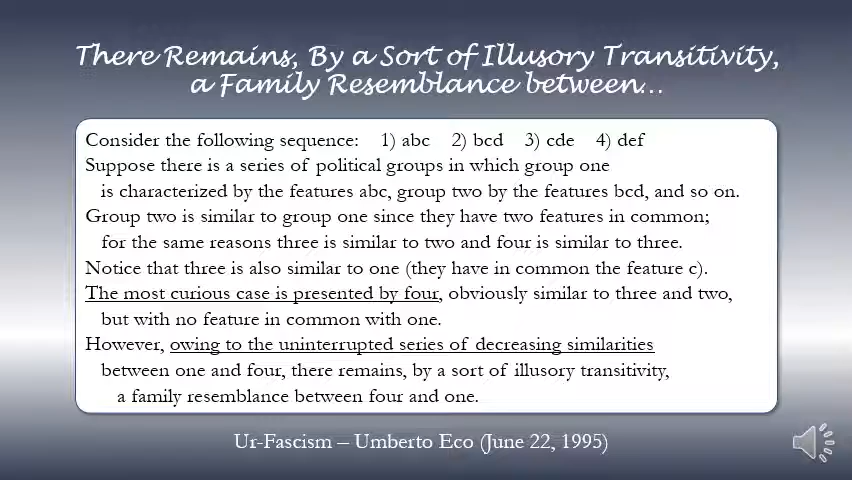 There Remains, By a Sort of Illusory Transitivity,
a Family Resemblance between...
Consider the following sequence: 1) abc 2) bcd 3) cde 4) def
Suppose there is a series of political groups in which group one
is characterized by the features abc, group two by the features bcd, and so on.
Group two is similar to group one since they have two features in common;
for the same reasons three is similar to two and four is similar to three.
Notice that three is also similar to one (they have in common the feature c).
The most curious case is presented by four, obviously similar to three and two,
but with no feature in common with one.
However, owing to the uninterrupted series of decreasing similarities
between one and four, there remains, by a sort of illusory transitivity,
a family resemblance between four and one.
Ur-Fascism – Umberto Eco (June 22, 1995)